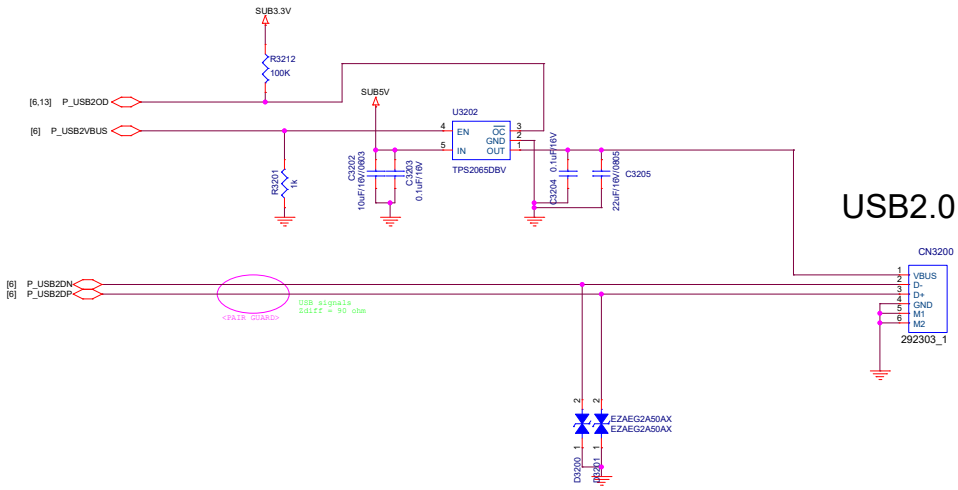 SUB3.3V
R3212
100K
[6,13] P_USB2OD
SUB5V
U3202
[6] P_USB2VBUS
4 EN OC 3
GND 2
5 IN OUT 1
TPS2065DBV
R3201
1k
C3202
10uF/16V/0603
C3203
0.1uF/16V
C3204
0.1uF/16V
22uF/16V/0805
C3205
USB2.0
CN3200
1 VBUS
2 D-
3 D+
4 GND
5 M1
6 M2
292303_1
[6] P_USB2DN
[6] P_USB2DP
USB signals
Zdiff = 90 ohm
<PAIR GUARD>
2 2
EZAEG2A50AX
EZAEG2A50AX
1 1
D3200
D3201